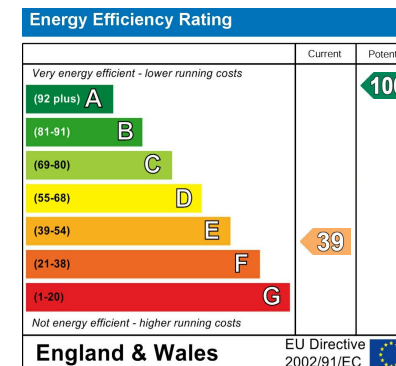 Energy Efficiency Rating
Current
Very energy efficient - lower running costs
(92 plus) A
(81-91) B
(69-80) C
(55-68) D
(39-54) E
39
(21-38) F
(1-20) G
Not energy efficient - higher running costs
England & Wales
EU Directive
2002/91/EC